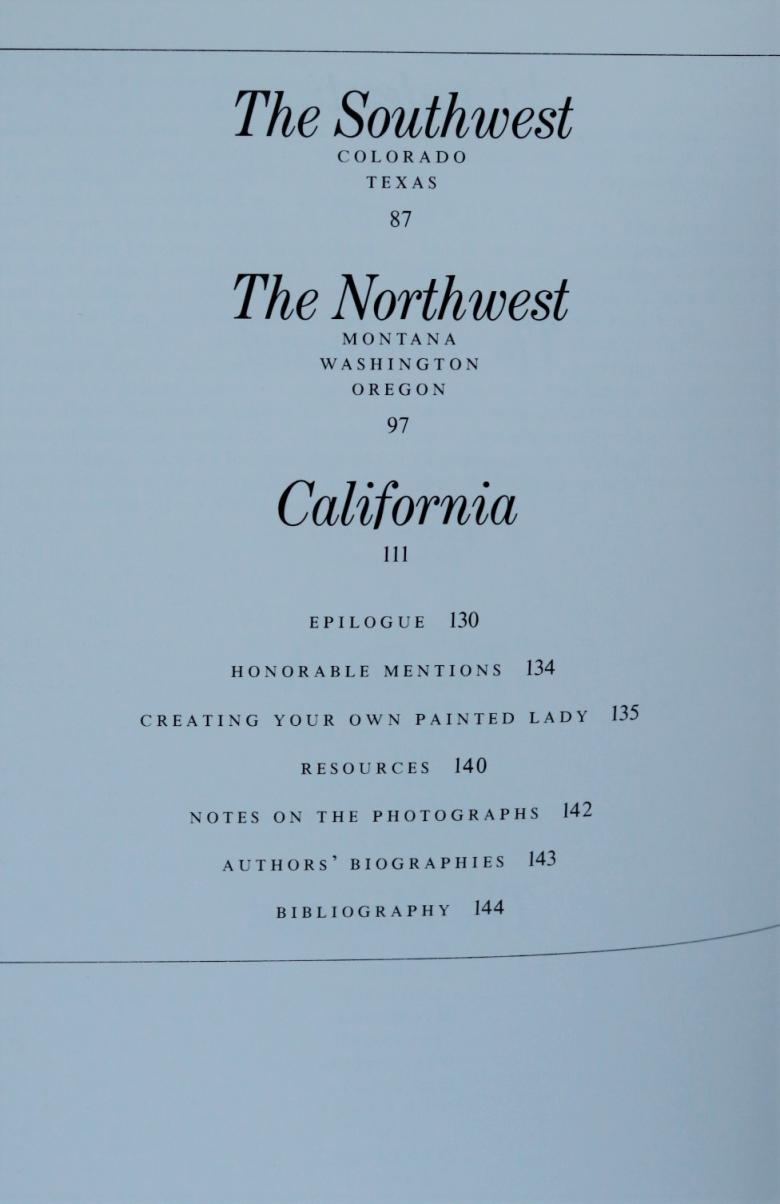 The Southwest
COLORADO
TEXAS
87
The Northwest
MONTANA
WASHINGTON
OREGON
97
California
111
EPILOGUE 130
HONORABLE MENTIONS 134
CREATING YOUR OWN PAINTED LADY 135
RESOURCES 140
NOTES ON THE PHOTOGRAPHS 142
AUTHORS’ BIOGRAPHIES 143
BIBLIOGRAPHY 144